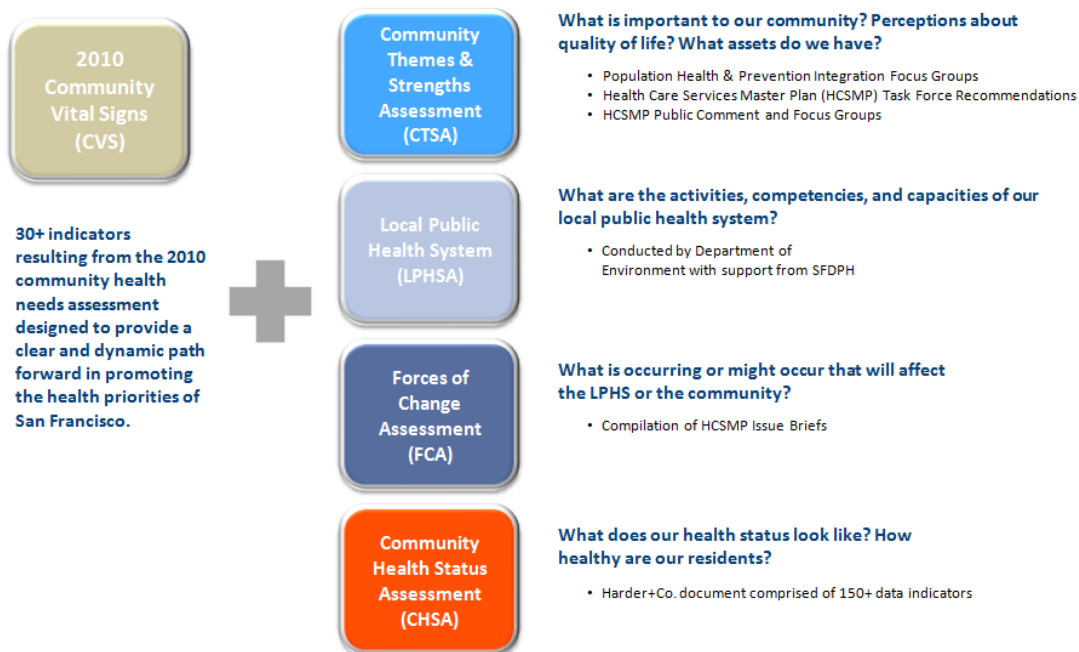 2010
Community
Vital Signs
(CVS)
30+ indicators
resulting from the 2010
community health
needs assessment
designed to provide a
clear and dynamic path
forward in promoting
the health priorities of
San Francisco.
Community
Themes &
Strengths
Assessment
(CTSA)
What is important to our community? Perceptions about
quality of life? What assets do we have?
• Population Health & Prevention Integration Focus Groups
• Health Care Services Master Plan (HCSMP) Task Force Recommendations
• HCSMP Public Comment and Focus Groups
Local Public
Health System
(LPHSA)
What are the activities, competencies, and capacities of our
local public health system?
• Conducted by Department of
Environment with support from SFDPH
Forces of
Change
Assessment
(FCA)
What is occurring or might occur that will affect
the LPHS or the community?
• Compilation of HCSMP Issue Briefs
Community
Health Status
Assessment
(CHSA)
What does our health status look like? How
healthy are our residents?
• Harder+Co. document comprised of 150+ data indicators